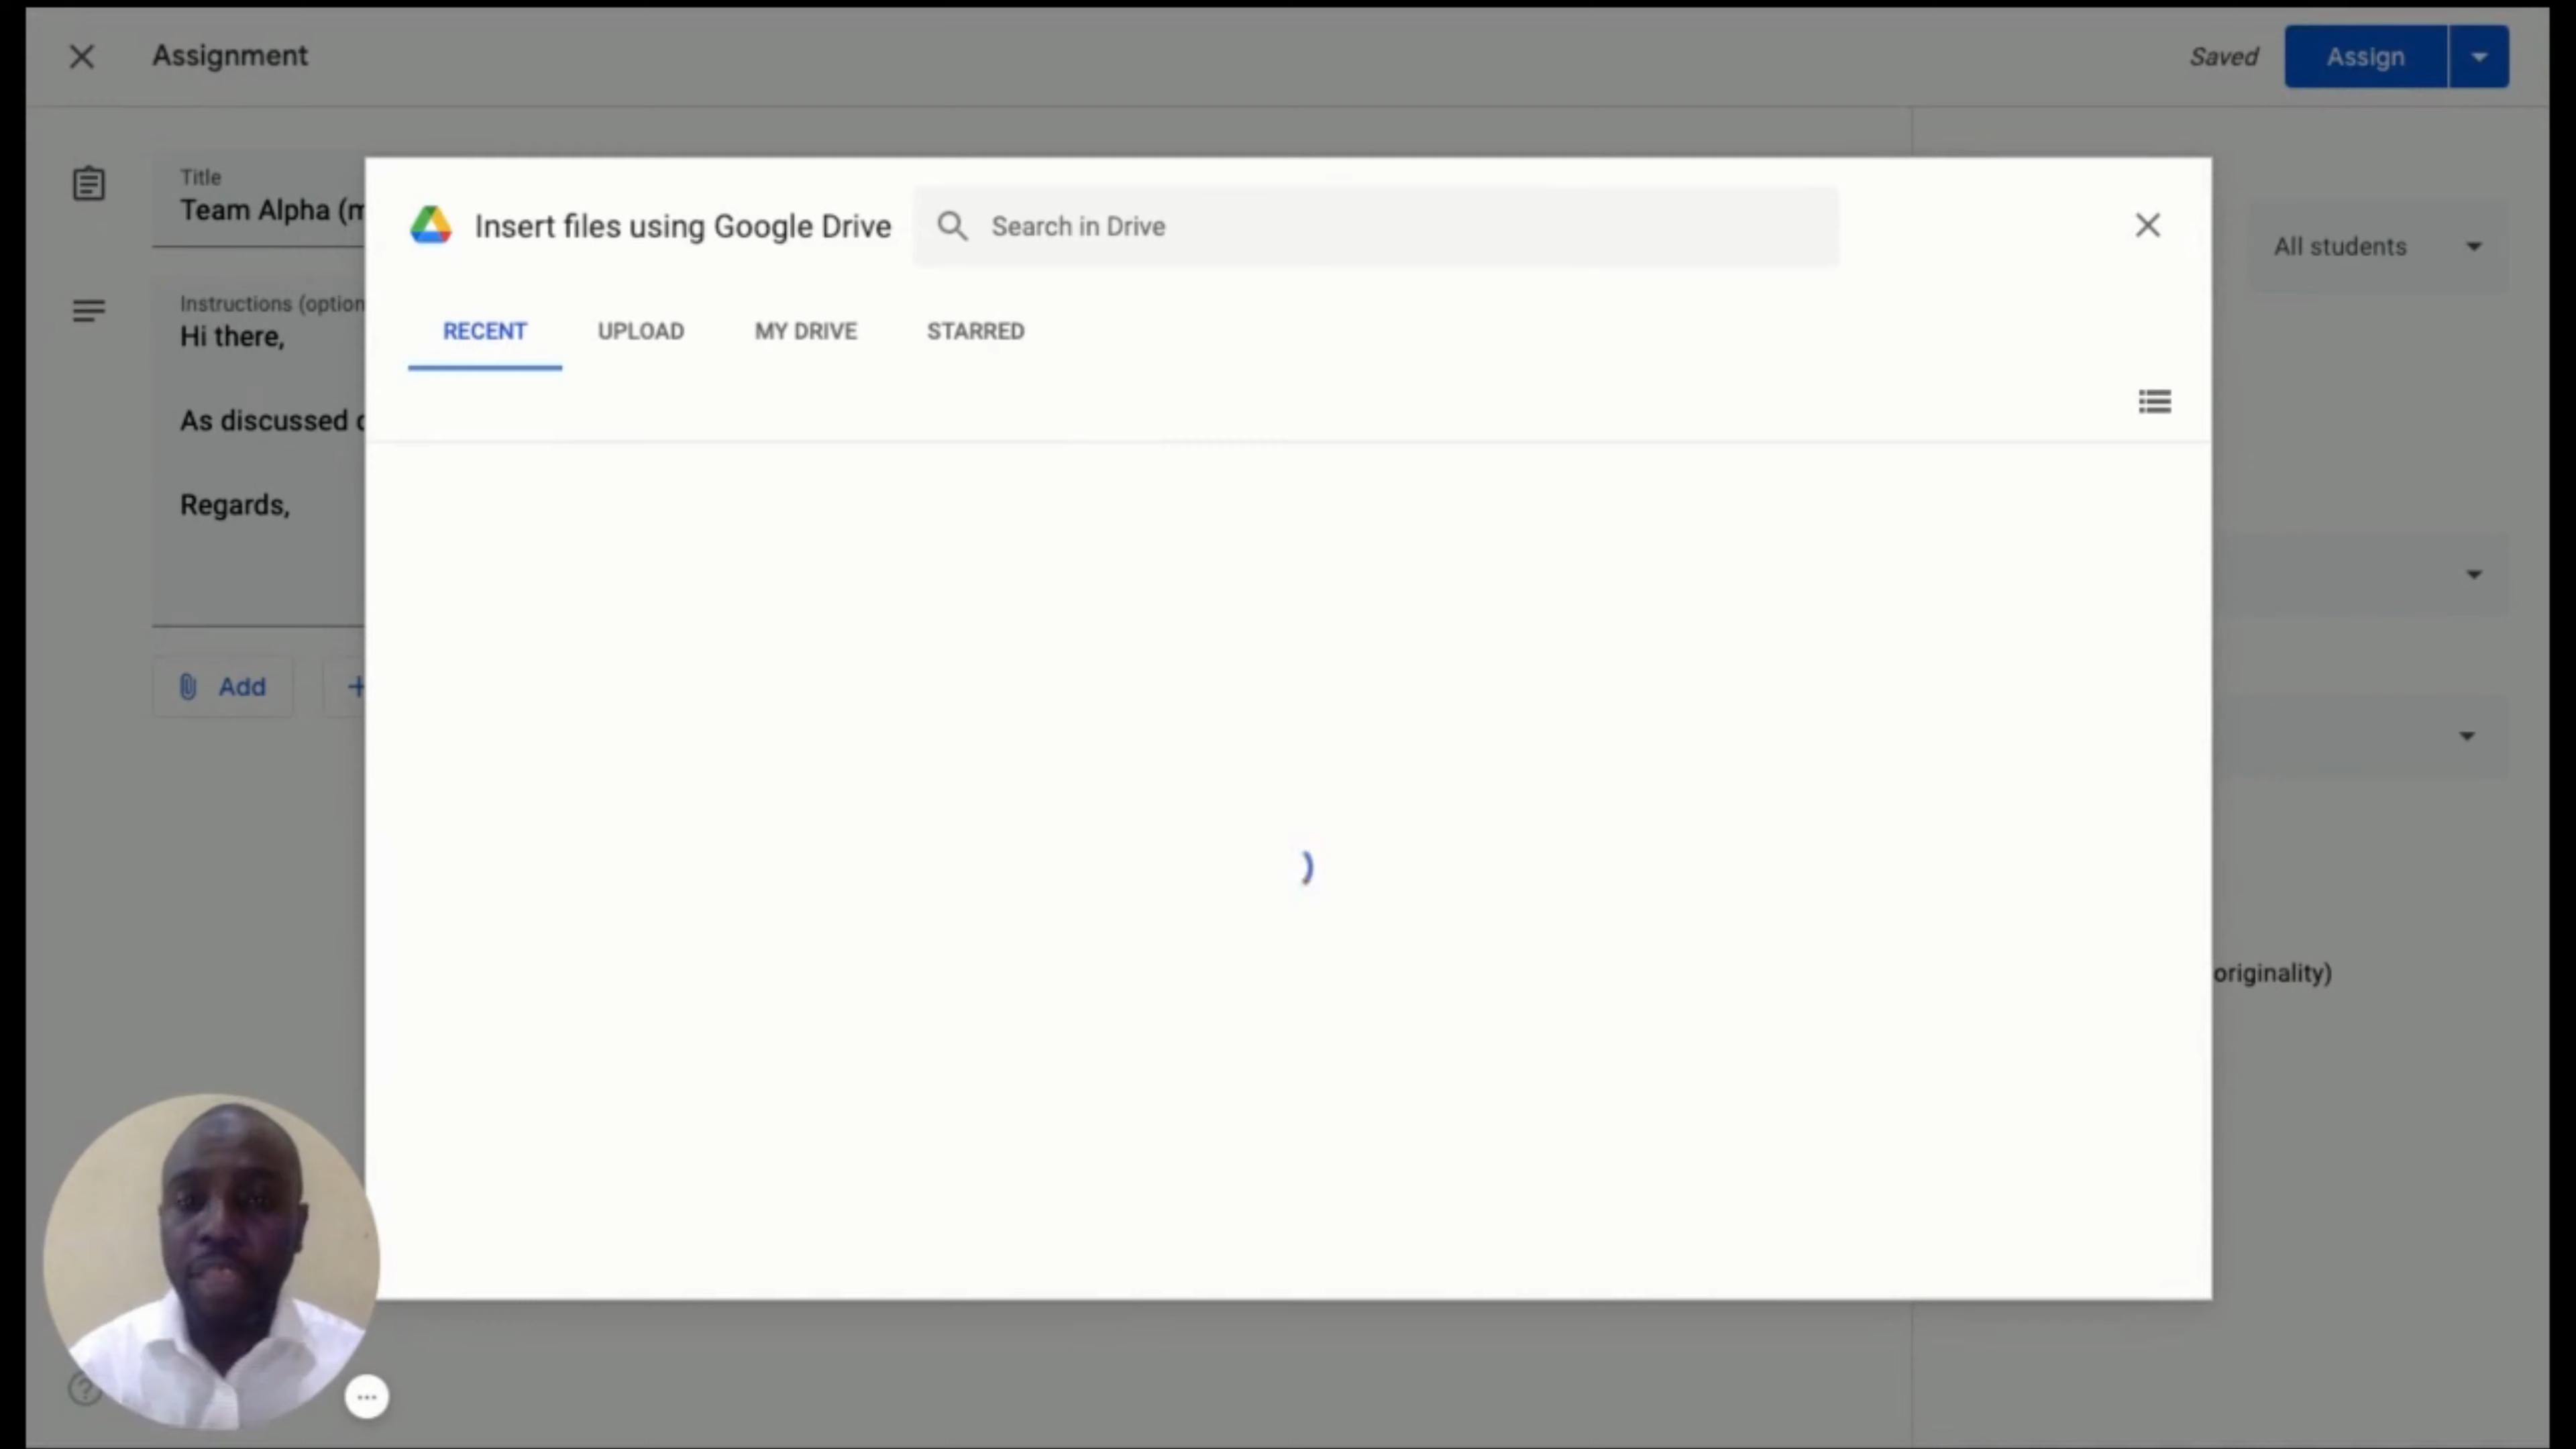 Assignment
Saved
Assign
Title
Team Alpha (m
Insert files using Google Drive
Search in Drive
All students
Instructions (option
Hi there,
RECENT
UPLOAD
MY DRIVE
STARRED
As discussed
Regards,
Add
originality)